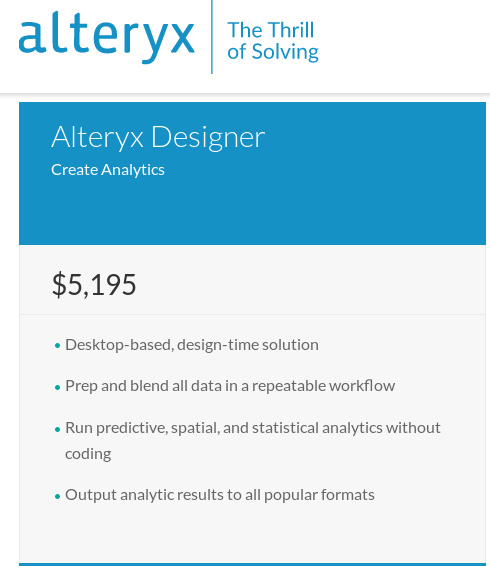 alteryx
The Thrill
of Solving
Alteryx Designer
Create Analytics
$5,195
• Desktop-based, design-time solution
• Prep and blend all data in a repeatable workflow
• Run predictive, spatial, and statistical analytics without
coding
• Output analytic results to all popular formats